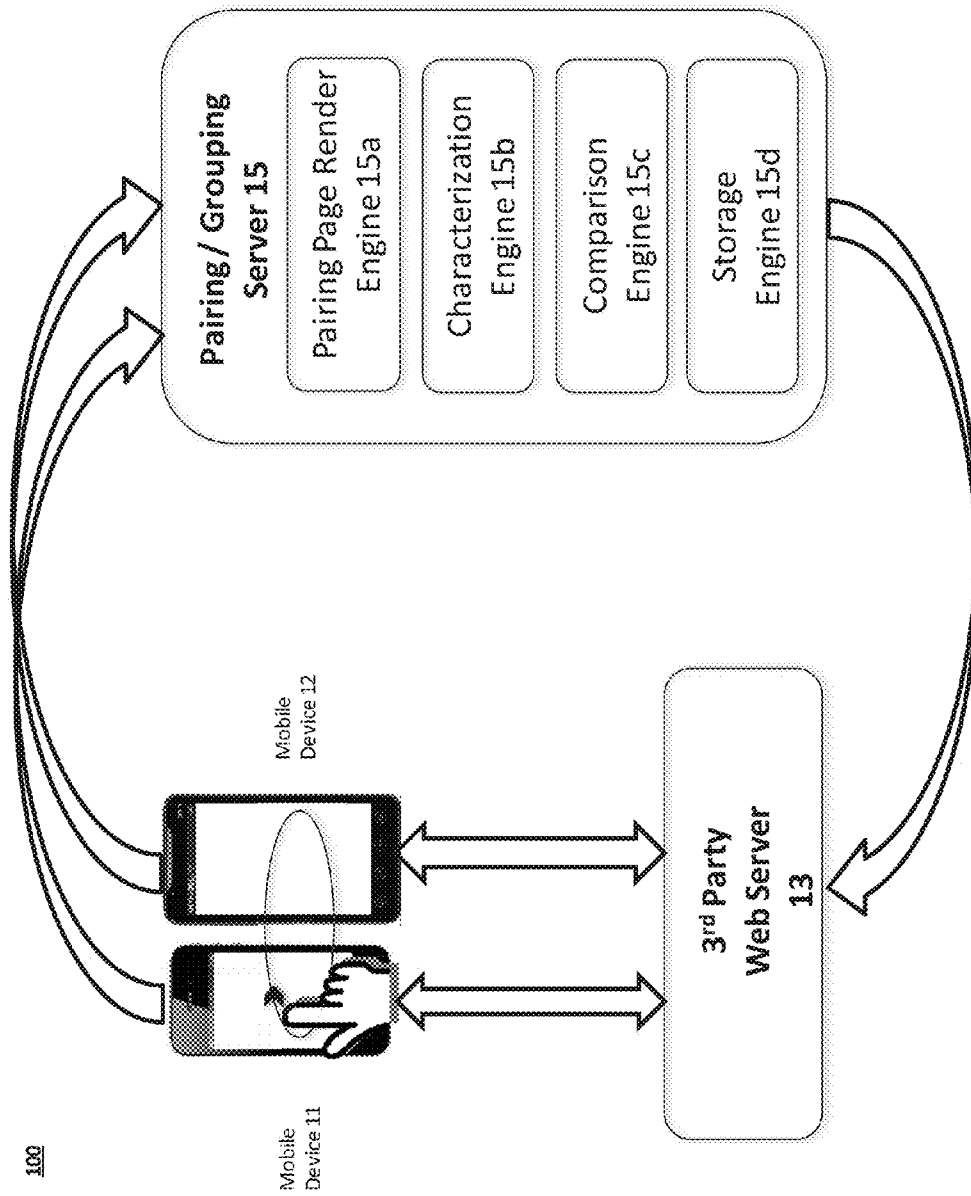 100
Mobile
Device 11
Mobile
Device 12
3rd Party
Web Server
13
Pairing / Grouping
Server 15
Pairing Page Render
Engine 15a
Characterization
Engine 15b
Comparison
Engine 15c
Storage
Engine 15d